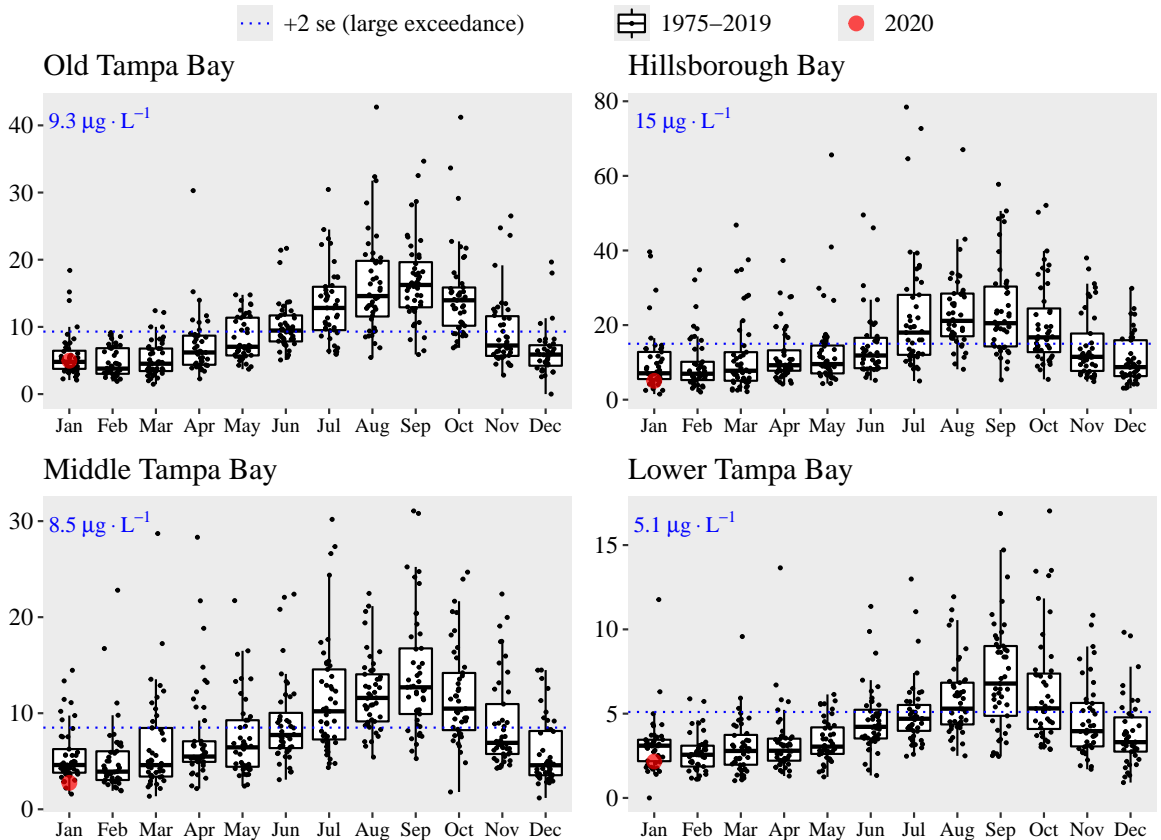 +2 se (large exceedance) 1975–2019 2020
Old Tampa Bay
9.3 μg · L⁻¹
40
30
20
10
0
Jan Feb Mar Apr May Jun Jul Aug Sep Oct Nov Dec
Hillsborough Bay
15 μg · L⁻¹
80
60
40
20
0
Jan Feb Mar Apr May Jun Jul Aug Sep Oct Nov Dec
Middle Tampa Bay
8.5 μg · L⁻¹
30
20
10
0
Jan Feb Mar Apr May Jun Jul Aug Sep Oct Nov Dec
Lower Tampa Bay
5.1 μg · L⁻¹
15
10
5
0
Jan Feb Mar Apr May Jun Jul Aug Sep Oct Nov Dec